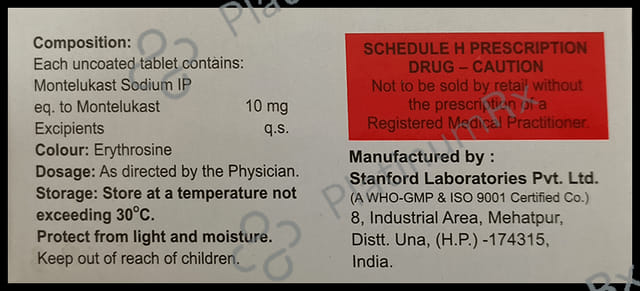 Composition:
Each uncoated tablet contains:
Montelukast Sodium IP
eq. to Montelukast 10 mg
Excipients q.s.
Colour: Erythrosine
Dosage: As directed by the Physician.
Storage: Store at a temperature not
exceeding 30°C.
Protect from light and moisture.
Keep out of reach of children.
SCHEDULE H PRESCRIPTION
DRUG – CAUTION
Not to be sold by retail without
the prescription of a
Registered Medical Practitioner.
Manufactured by :
Stanford Laboratories Pvt. Ltd.
(A WHO-GMP & ISO 9001 Certified Co.)
8, Industrial Area, Mehatpur,
Distt. Una, (H.P.) -174315,
India.
PlatinumRx